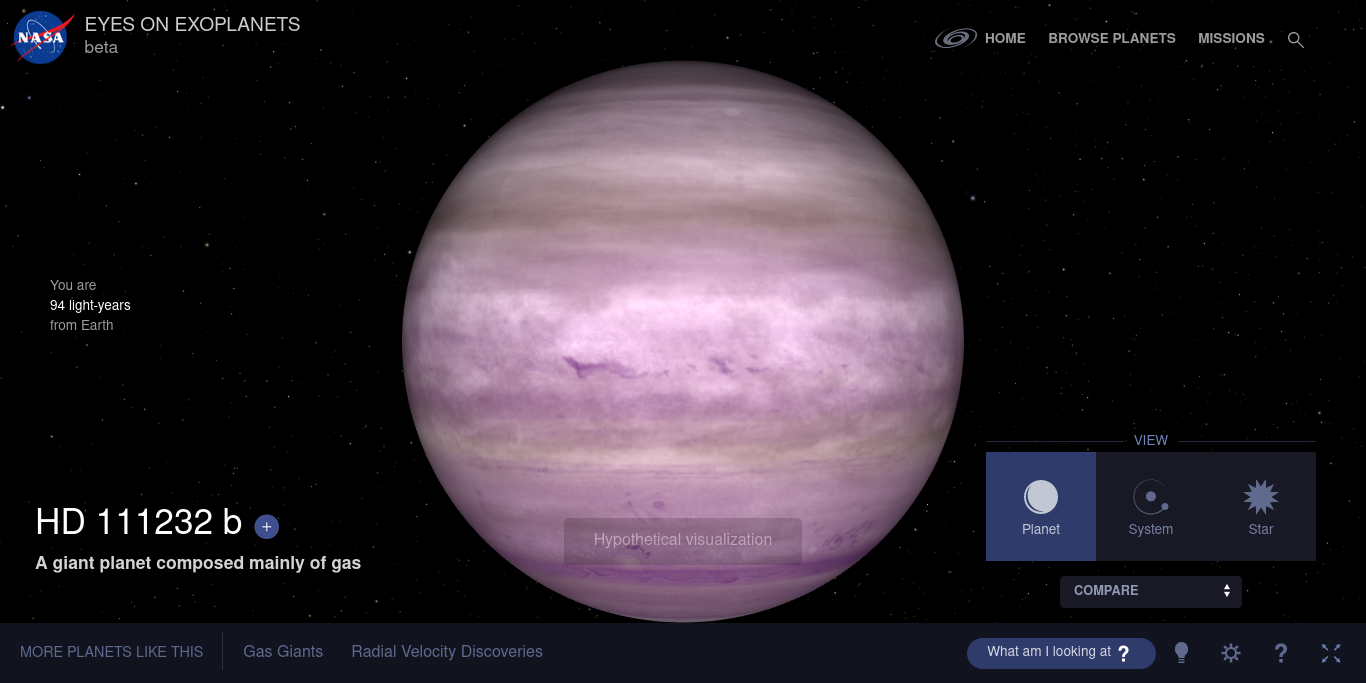 NASA
EYES ON EXOPLANETS
beta
HOME
BROWSE PLANETS
MISSIONS
You are
94 light-years
from Earth
VIEW
Planet
System
Star
HD 111232 b +
A giant planet composed mainly of gas
Hypothetical visualization
COMPARE
MORE PLANETS LIKE THIS
Gas Giants
Radial Velocity Discoveries
What am I looking at ?
?